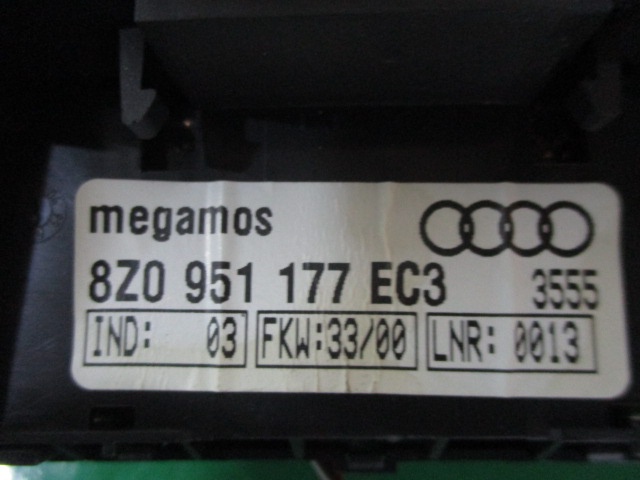 megamos
8Z0 951 177 EC3 3555
IND: 03 FKW:33/00 LNR: 0013